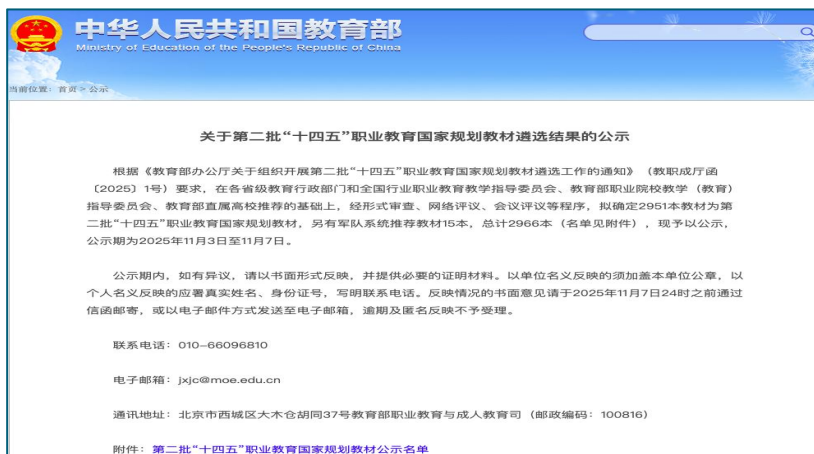 中华人民共和国教育部
Ministry of Education of the People's Republic of China
当前位置：首页 > 公示
关于第二批“十四五”职业教育国家规划教材遴选结果的公示
根据《教育部办公厅关于组织开展第二批“十四五”职业教育国家规划教材遴选工作的通知》（教职成厅函
〔2025〕1号）要求，在各省级教育行政部门和全国行业职业教育教学指导委员会、教育部职业院校教学（教育）
指导委员会、教育部直属高校推荐的基础上，经形式审查、网络评议、会议评议等程序，拟确定2951本教材为第
二批“十四五”职业教育国家规划教材，另有军队系统推荐教材15本，总计2966本（名单见附件），现予以公示，
公示期为2025年11月3日至11月7日。
公示期内，如有异议，请以书面形式反映，并提供必要的证明材料。以单位名义反映的须加盖本单位公章，以
个人名义反映的应署真实姓名、身份证号，写明联系电话。反映情况的书面意见请于2025年11月7日24时之前通过
信函邮寄，或以电子邮件方式发送至电子邮箱，逾期及匿名反映不予受理。
联系电话：010—66096810
电子邮箱：jxjc@moe.edu.cn
通讯地址：北京市西城区大木仓胡同37号教育部职业教育与成人教育司（邮政编码：100816）
附件：第二批“十四五”职业教育国家规划教材公示名单